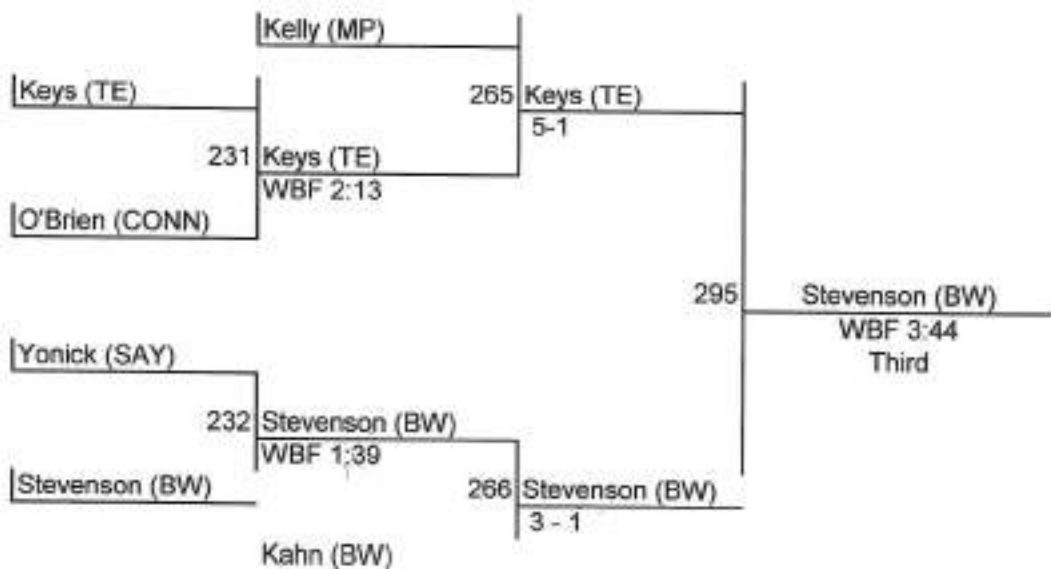 Kelly (MP)
Keys (TE)
265 Keys (TE)
5-1
231 Keys (TE)
WBF 2:13
O'Brien (CONN)
295 Stevenson (BW)
WBF 3:44
Third
Yonick (SAY)
232 Stevenson (BW)
WBF 1:39
Stevenson (BW)
266 Stevenson (BW)
3 - 1
Kahn (BW)